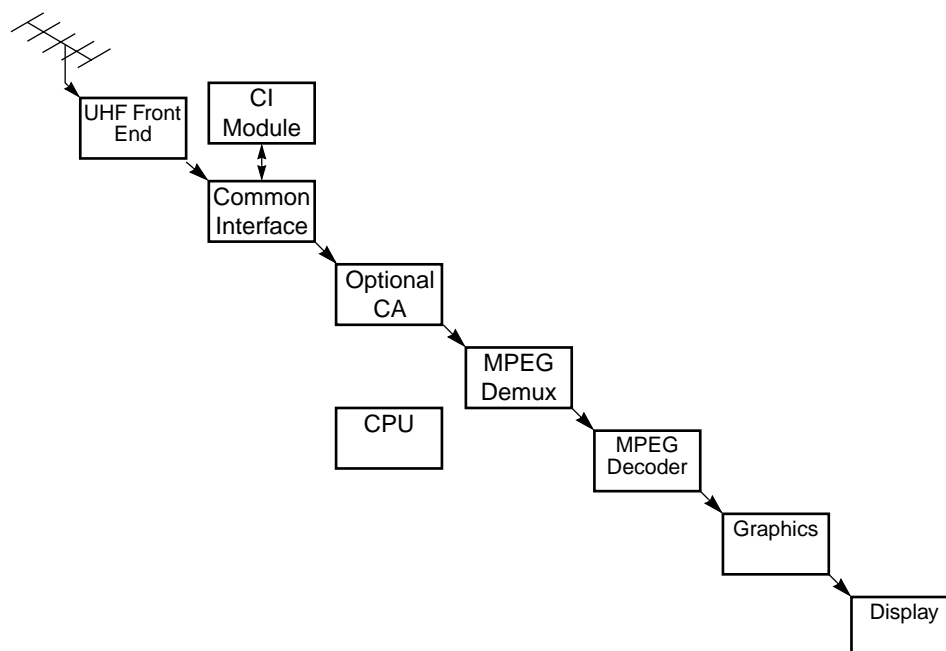 UHF Front
End
CI
Module
Common
Interface
Optional
CA
MPEG
Demux
CPU
MPEG
Decoder
Graphics
Display